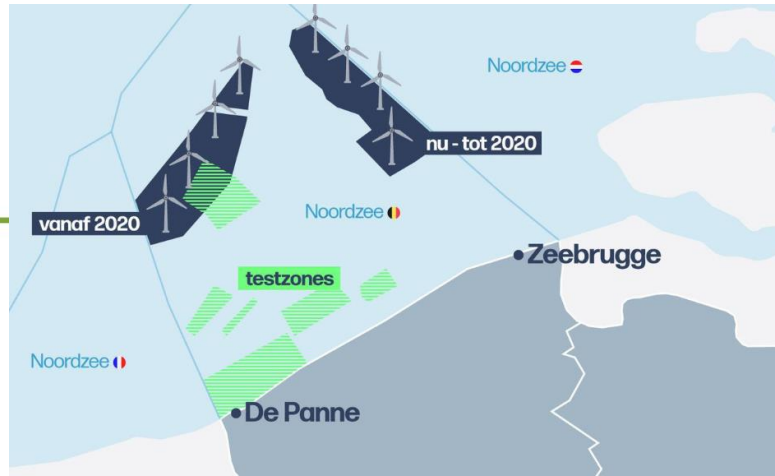 Noordzee
nu - tot 2020
vanaf 2020
Noordzee
Zeebrugge
testzones
Noordzee
De Panne